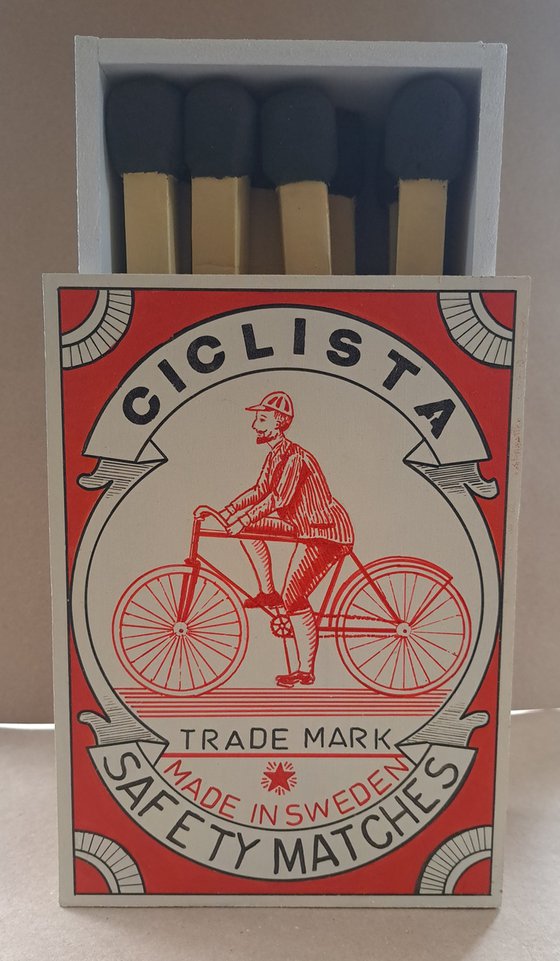 CICLISTA
TRADE MARK
MADE IN SWEDEN
SAFETY MATCHES